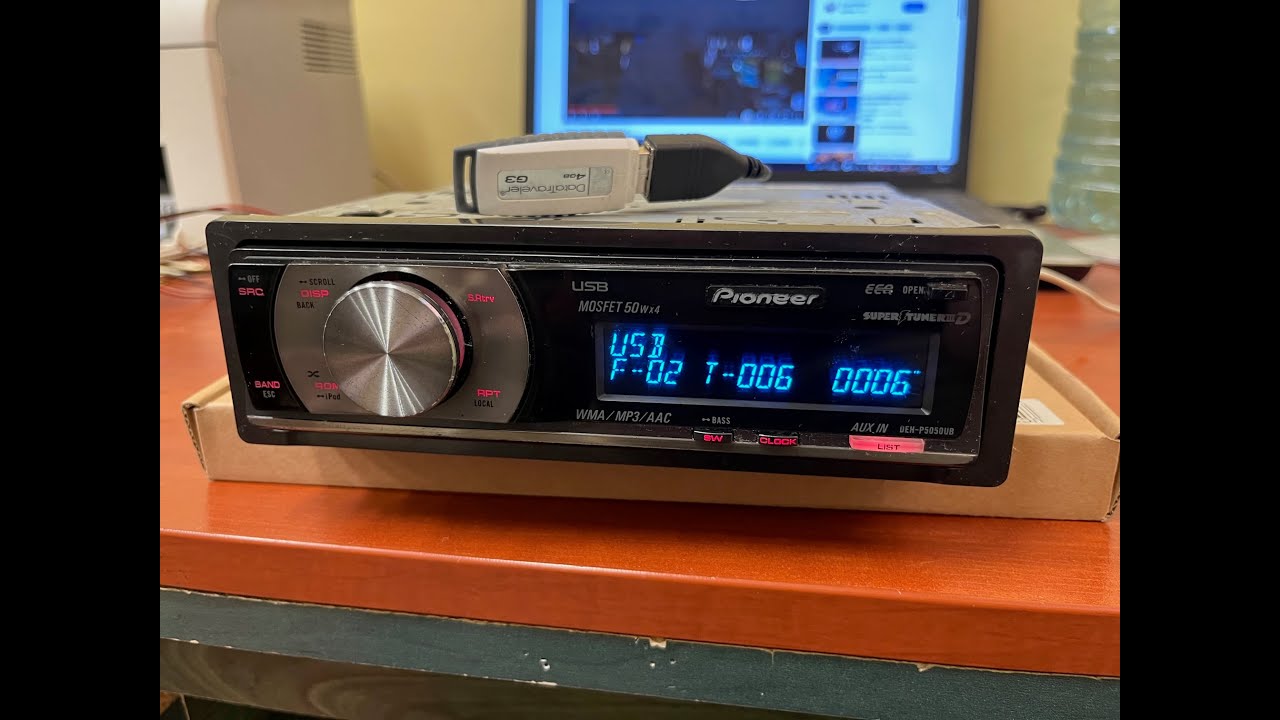 DataTraveler
4GB
G3
OFF
SRC
SCROLL
DISP
BACK
S.Rtrv
USB
MOSFET 50Wx4
Pioneer
EEQ
OPEN
SUPER TUNER III D
USB
F-02 T-006 0006"
BAND
ESC
RDM
iPod
RPT
LOCAL
WMA/MP3/AAC
BASS
SW
CLOCK
AUX IN
DEH-P5050UB
LIST